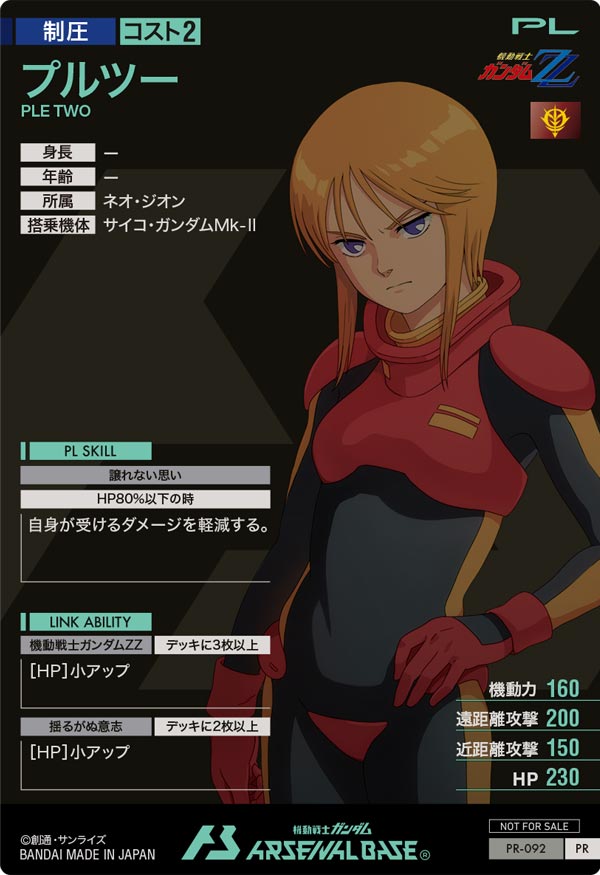 制圧 コスト2
PL
プルツー
PLE TWO
機動戦士
ガンダムZZ
身長 ー
年齢 ー
所属 ネオ・ジオン
搭乗機体 サイコ・ガンダムMk-II
PL SKILL
譲れない思い
HP80%以下の時
自身が受けるダメージを軽減する。
LINK ABILITY
機動戦士ガンダムZZ デッキに3枚以上
[HP]小アップ
揺るがぬ意志 デッキに2枚以上
[HP]小アップ
機動力 160
遠距離攻撃 200
近距離攻撃 150
HP 230
©創通・サンライズ
BANDAI MADE IN JAPAN
機動戦士ガンダム
ARSENAL BASE®
NOT FOR SALE
PR-092 PR